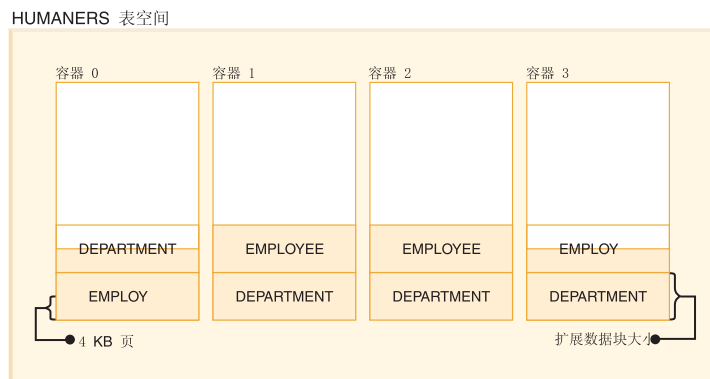 HUMANERS 表空间
容器 0 容器 1 容器 2 容器 3
DEPARTMENT EMPLOYEE EMPLOYEE EMPLOY
EMPLOY DEPARTMENT DEPARTMENT DEPARTMENT
4 KB 页 扩展数据块大小